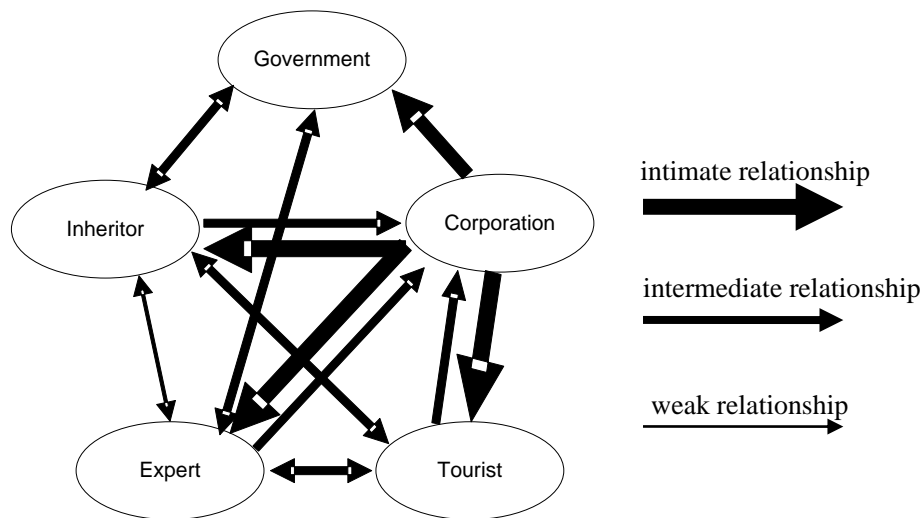 Government
intimate relationship
Inheritor
Corporation
intermediate relationship
weak relationship
Expert
Tourist